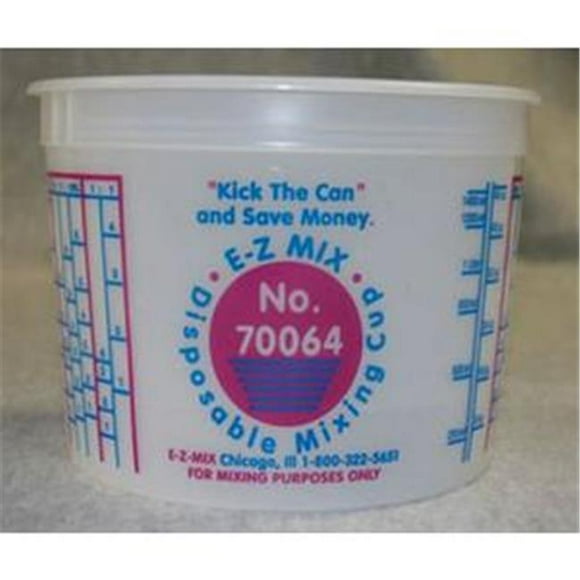 "Kick The Can"
and Save Money.
• E-Z Mix •
Disposable Mixing Cup
No.
70064
E-Z-MIX Chicago, Ill 1-800-322-5651
FOR MIXING PURPOSES ONLY